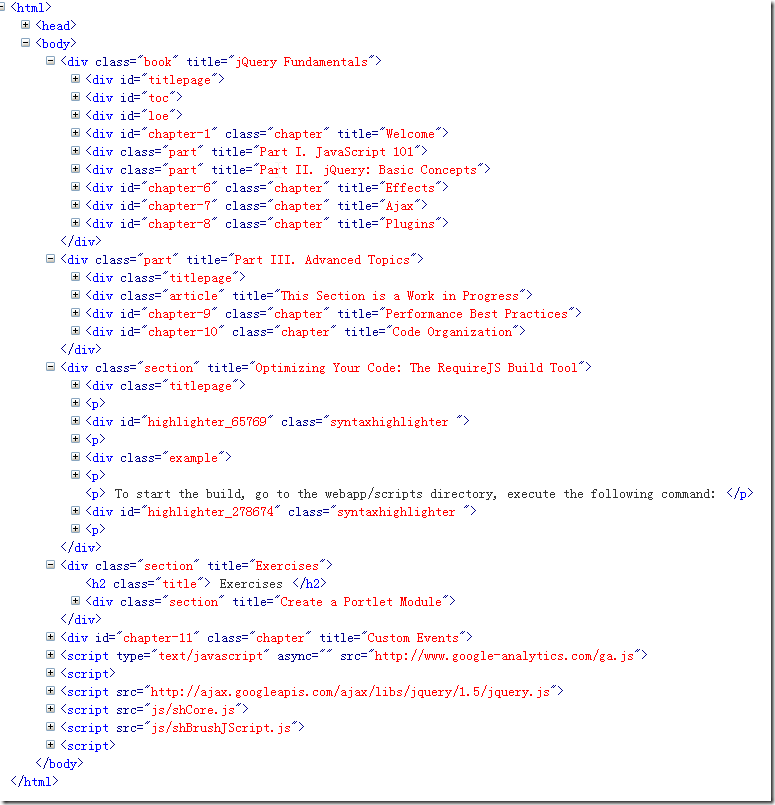 <html>
<head>
<body>
<div class="book" title="jQuery Fundamentals">
<div id="titlepage">
<div id="toc">
<div id="loe">
<div id="chapter-1" class="chapter" title="Welcome">
<div class="part" title="Part I. JavaScript 101">
<div class="part" title="Part II. jQuery: Basic Concepts">
<div id="chapter-6" class="chapter" title="Effects">
<div id="chapter-7" class="chapter" title="Ajax">
<div id="chapter-8" class="chapter" title="Plugins">
</div>
<div class="part" title="Part III. Advanced Topics">
<div class="titlepage">
<div class="article" title="This Section is a Work in Progress">
<div id="chapter-9" class="chapter" title="Performance Best Practices">
<div id="chapter-10" class="chapter" title="Code Organization">
</div>
<div class="section" title="Optimizing Your Code: The RequireJS Build Tool">
<div class="titlepage">
<p>
<div id="highlighter_65769" class="syntaxhighlighter ">
<p>
<div class="example">
<p>
<p> To start the build, go to the webapp/scripts directory, execute the following command: </p>
<div id="highlighter_278674" class="syntaxhighlighter ">
<p>
</div>
<div class="section" title="Exercises">
<h2 class="title"> Exercises </h2>
<div class="section" title="Create a Portlet Module">
</div>
<div id="chapter-11" class="chapter" title="Custom Events">
<script type="text/javascript" async="" src="http://www.google-analytics.com/ga.js">
<script>
<script src="http://ajax.googleapis.com/ajax/libs/jquery/1.5/jquery.js">
<script src="js/shCore.js">
<script src="js/shBrushJScript.js">
<script>
</body>
</html>